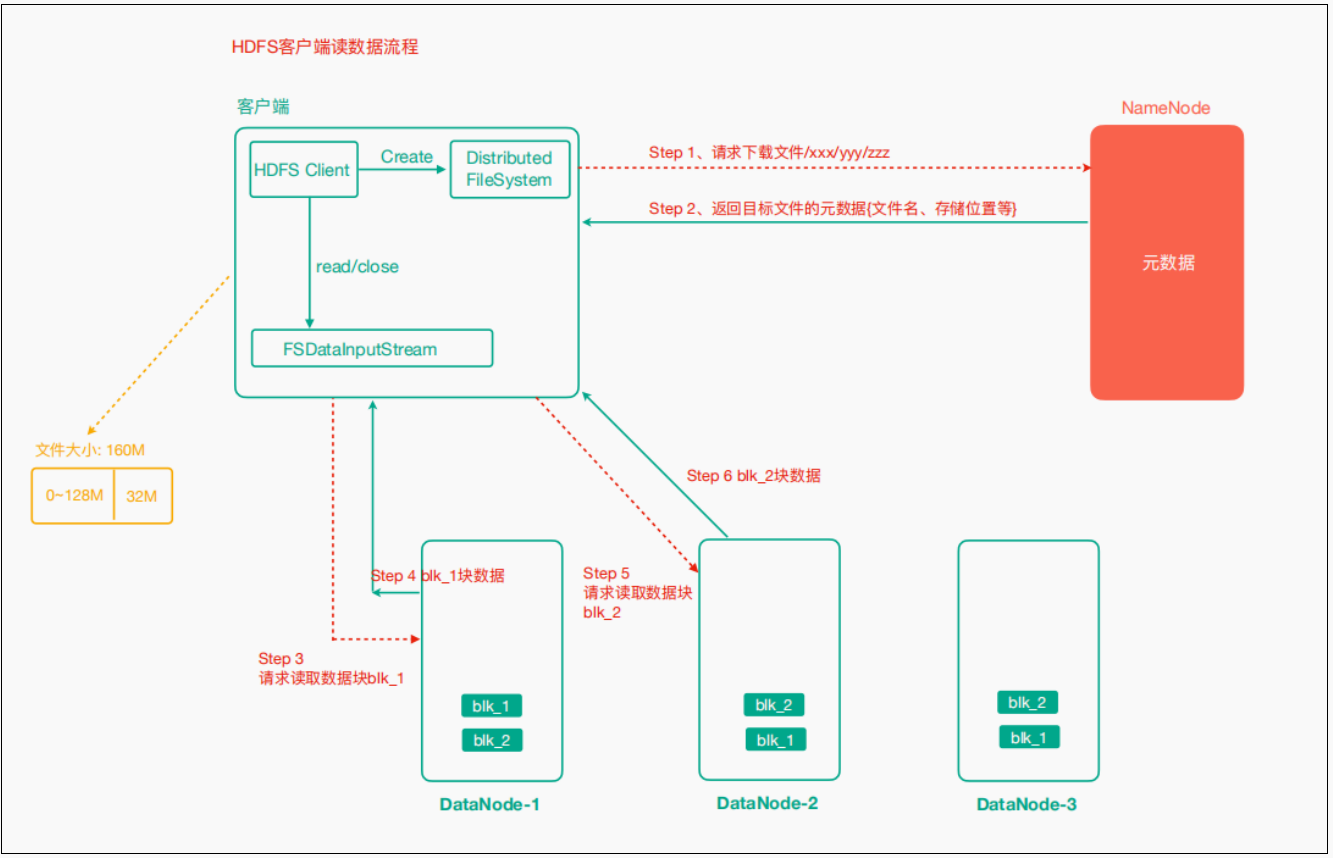 HDFS客户端读数据流程
客户端
NameNode
HDFS Client
Create
Distributed
FileSystem
Step 1、请求下载文件/xxx/yyy/zzz
Step 2、返回目标文件的元数据{文件名、存储位置等}
元数据
read/close
FSDataInputStream
文件大小: 160M
0~128M
32M
Step 6 blk_2块数据
Step 4 blk_1块数据
Step 5
请求读取数据块
blk_2
Step 3
请求读取数据块blk_1
blk_1
blk_2
blk_2
blk_1
blk_2
blk_1
DataNode-1
DataNode-2
DataNode-3